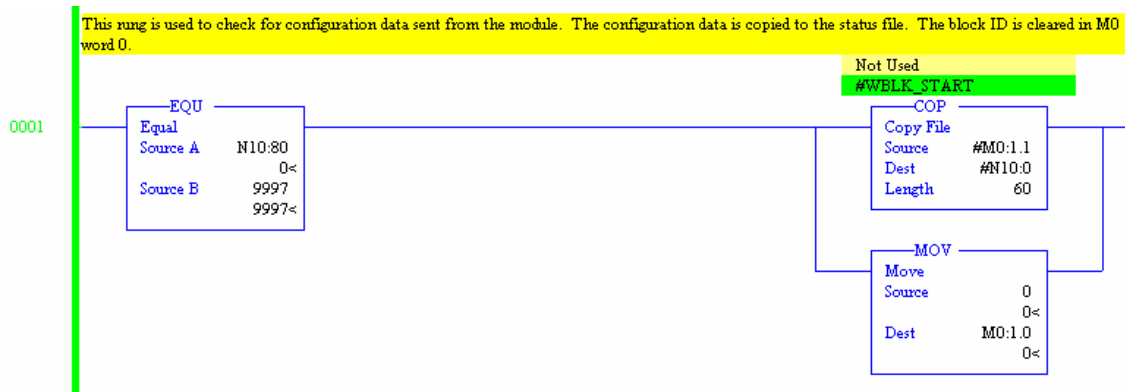 This rung is used to check for configuration data sent from the module. The configuration data is copied to the status file. The block ID is cleared in M0
word 0.
Not Used
#WBLK_START
0001
EQU
Equal
Source A N10:80
0<
Source B 9997
9997<
COP
Copy File
Source #M0:1.1
Dest #N10:0
Length 60
MOV
Move
Source 0
0<
Dest M0:1.0
0<